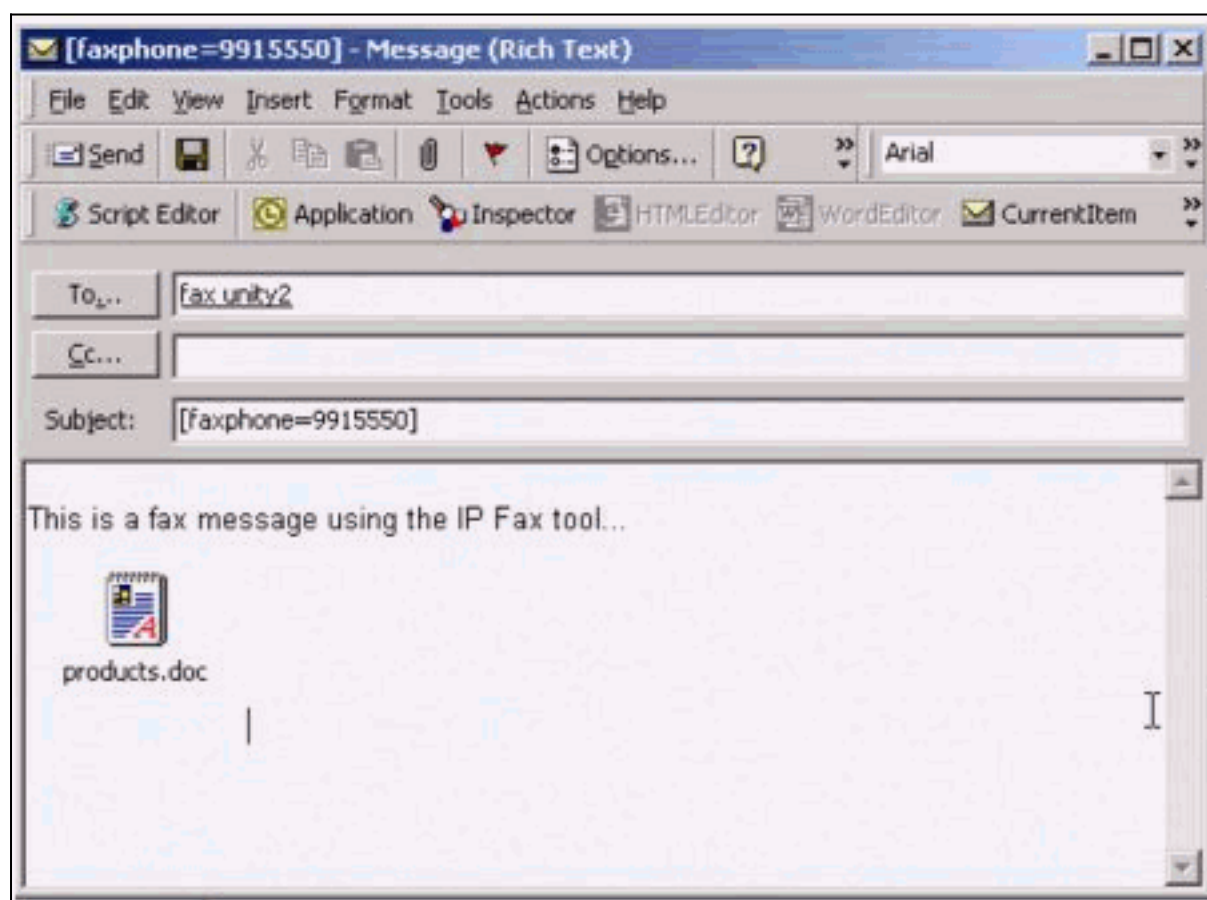 [faxphone=9915550] - Message (Rich Text)
File Edit View Insert Format Tools Actions Help
Send Options... Arial
Script Editor Application Inspector HTMLEditor WordEditor CurrentItem
To... fax unity2
Cc...
Subject: [faxphone=9915550]
This is a fax message using the IP Fax tool...
products.doc